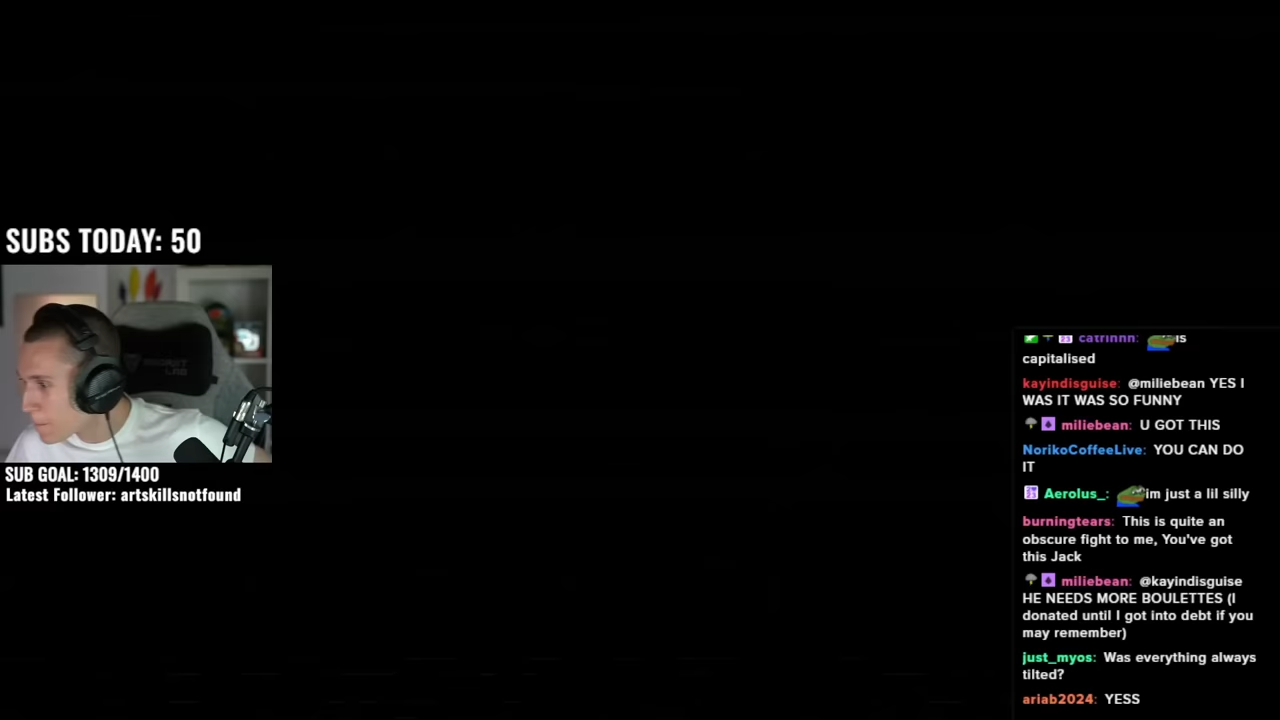 SUBS TODAY: 50
SUB GOAL: 1309/1400
Latest Follower: artskillsnotfound
catrinnn: is
capitalised
kayindisguise: @miliebean YES I
WAS IT WAS SO FUNNY
miliebean: U GOT THIS
NorikoCoffeeLive: YOU CAN DO
IT
Aerolus_: im just a lil silly
burningtears: This is quite an
obscure fight to me, You've got
this Jack
miliebean: @kayindisguise
HE NEEDS MORE BOULETTES (I
donated until I got into debt if you
may remember)
just_myos: Was everything always
tilted?
ariab2024: YESS